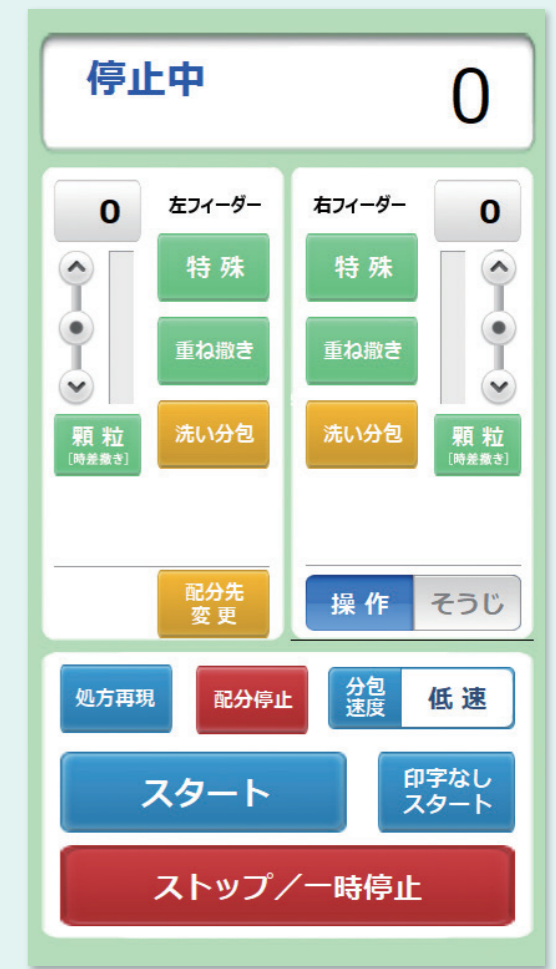 停止中
0
0
左フィーダー
右フィーダー
0
特殊
特殊
重ね撒き
重ね撒き
顆粒
[時差撒き]
洗い分包
洗い分包
顆粒
[時差撒き]
配分先
変更
操作
そうじ
処方再現
配分停止
分包
速度
低速
スタート
印字なし
スタート
ストップ/一時停止